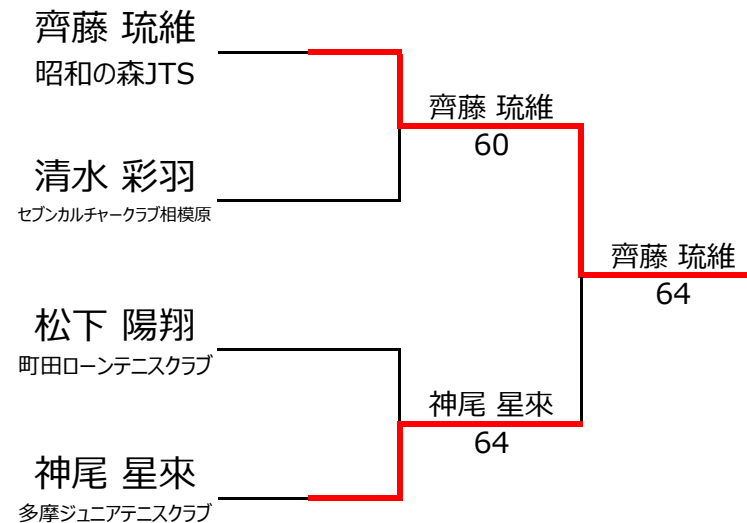 齊藤 琉維
昭和の森JTS
清水 彩羽
セブンカルチャークラブ相模原
松下 陽翔
町田ローンテニスクラブ
神尾 星來
多摩ジュニアテニスクラブ
齊藤 琉維
60
神尾 星來
64
齊藤 琉維
64